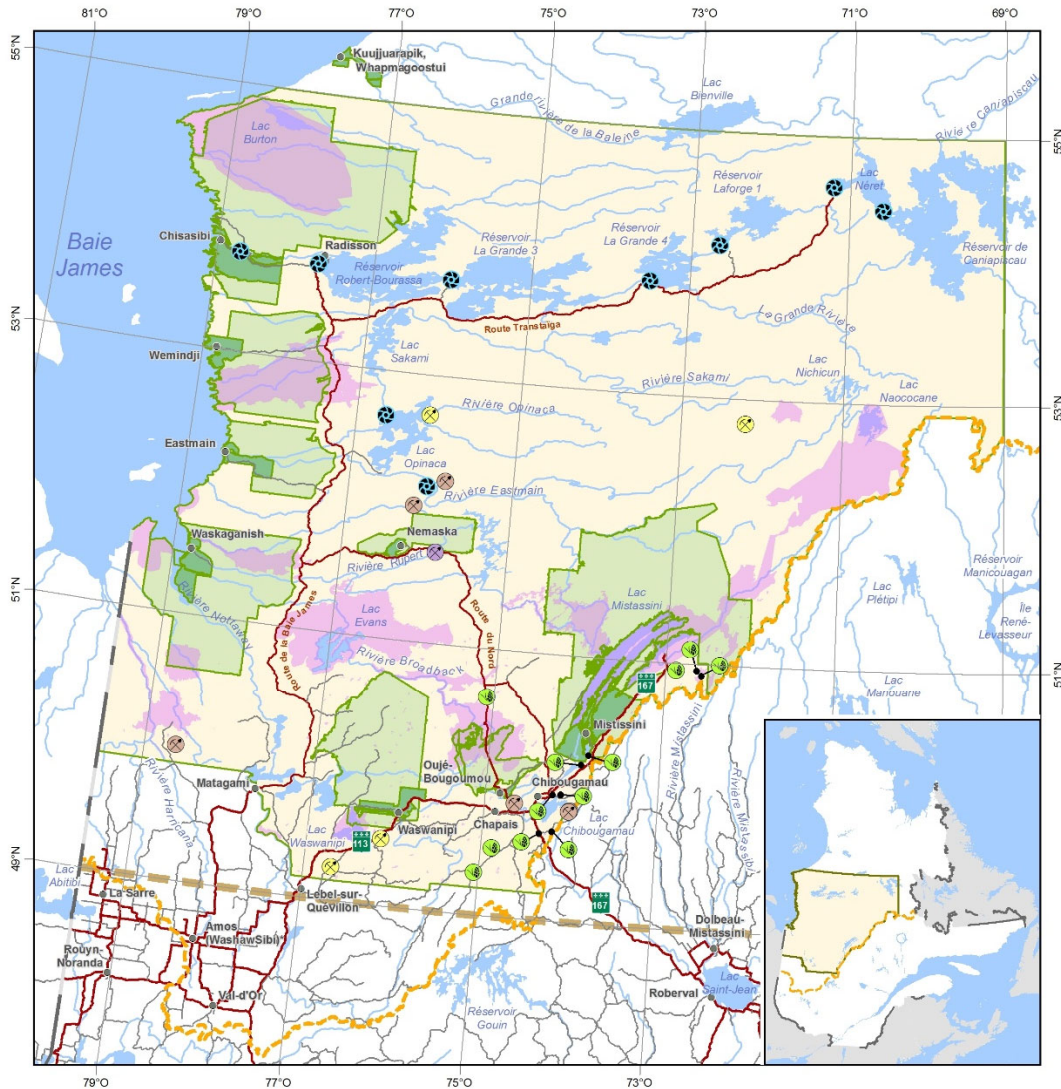 81°O
79°O
77°O
75°O
73°O
71°O
69°O
55°N
Kuujjuarapik,
Whapmagoostui
Lac
Bienville
Grande rivière de la Baleine
Rivière Caniapiscau
55°N
Lac
Burton
Réservoir
Laforge 1
Lac
Néret
Chisasibi
Radisson
Réservoir
La Grande 3
Réservoir
La Grande 4
Baie
James
Réservoir
Robert-Bourassa
Réservoir de
Caniapiscau
53°N
Route Transtaïga
La Grande Rivière
Wemindji
Lac
Sakami
Rivière Sakami
Lac
Nichicun
Lac
Naococane
53°N
Rivière Opinaca
Eastmain
Lac
Opinaca
Rivière Eastmain
Waskaganish
Nemaska
Rivière Rupert
Réservoir
Manicouagan
51°N
Lac
Mistassini
Lac
Plétipi
Île
René-
Levasseur
Rivière Nottaway
Route de la Baie James
Lac
Evans
Route du Nord
Rivière Broadback
167
Lac
Manouane
51°N
Mistissini
Rivière Mistassini
Rivière Mistassibi
Rivière Harricana
Matagami
Oujé-
Bougoumou
Chibougamau
Waswanipi
Chapais
Lac
Chibougamau
Lac
Waswanipi
113
49°N
Lac
Abitibi
La Sarre
Lebel-sur-
Quévillon
167
Amos
(WashawSibi)
Dolbeau-
Mistassini
Rouyn-
Noranda
Val-d'Or
Réservoir
Gouin
Roberval
Lac
Saint-Jean
79°O
77°O
75°O
73°O